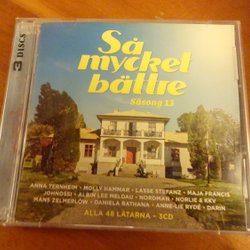 3 DISCS
Så
mycket
bättre
Säsong 13
ANNA TERNHEIM • MOLLY HAMMAR • LASSE STEFANZ • MAJA FRANCIS
JOHNOSSI • ALBIN LEE MELDAU • NORDMAN • NORLIE & KKV
MÅNS ZELMERLÖW • DANIELA RATHANA • ANNE-LIE RYDÉ • DARIN
ALLA 48 LÅTARNA - 3CD